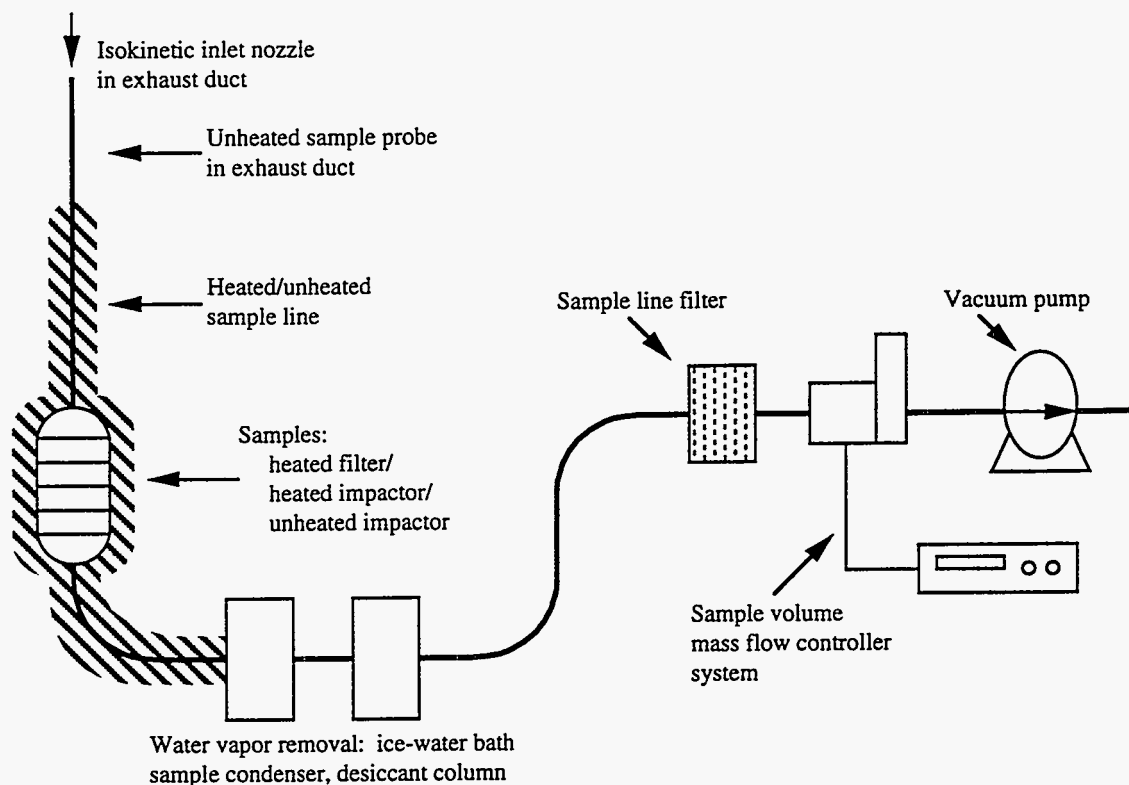 Isokinetic inlet nozzle
in exhaust duct
Unheated sample probe
in exhaust duct
Heated/unheated
sample line
Samples:
heated filter/
heated impactor/
unheated impactor
Sample line filter
Vacuum pump
Sample volume
mass flow controller
system
Water vapor removal: ice-water bath
sample condenser, desiccant column